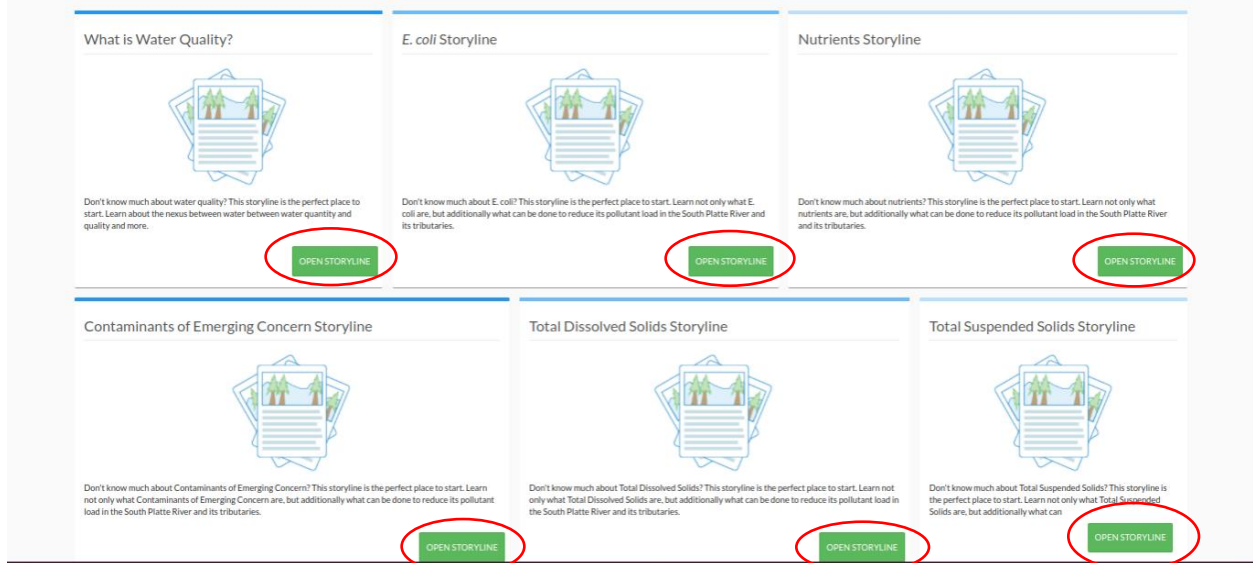 What is Water Quality?
Don't know much about water quality? This storyline is the perfect place to
start. Learn about the nexus between water between water quantity and
quality and more.
OPEN STORYLINE
E. coli Storyline
Don't know much about E. coli? This storyline is the perfect place to start. Learn not only what E.
coli are, but additionally what can be done to reduce its pollutant load in the South Platte River and
its tributaries.
OPEN STORYLINE
Nutrients Storyline
Don't know much about nutrients? This storyline is the perfect place to start. Learn not only what
nutrients are, but additionally what can be done to reduce its pollutant load in the South Platte River
and its tributaries.
OPEN STORYLINE
Contaminants of Emerging Concern Storyline
Don't know much about Contaminants of Emerging Concern? This storyline is the perfect place to start. Learn
not only what Contaminants of Emerging Concern are, but additionally what can be done to reduce its pollutant
load in the South Platte River and its tributaries.
OPEN STORYLINE
Total Dissolved Solids Storyline
Don't know much about Total Dissolved Solids? This storyline is the perfect place to start. Learn not
only what Total Dissolved Solids are, but additionally what can be done to reduce its pollutant load in
the South Platte River and its tributaries.
OPEN STORYLINE
Total Suspended Solids Storyline
Don't know much about Total Suspended Solids? This storyline is
the perfect place to start. Learn not only what Total Suspended
Solids are, but additionally what can
OPEN STORYLINE